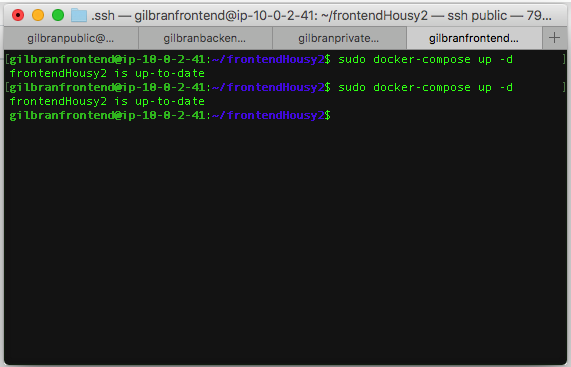 .ssh — gilbranfrontend@ip-10-0-2-41: ~/frontendHousy2 — ssh public — 79...
gilbranpublic@... gilbranbacken... gilbranprivate... gilbranfrontend... +
[gilbranfrontend@ip-10-0-2-41:~/frontendHousy2$ sudo docker-compose up -d ]
frontendHousy2 is up-to-date
[gilbranfrontend@ip-10-0-2-41:~/frontendHousy2$ sudo docker-compose up -d ]
frontendHousy2 is up-to-date
gilbranfrontend@ip-10-0-2-41:~/frontendHousy2$